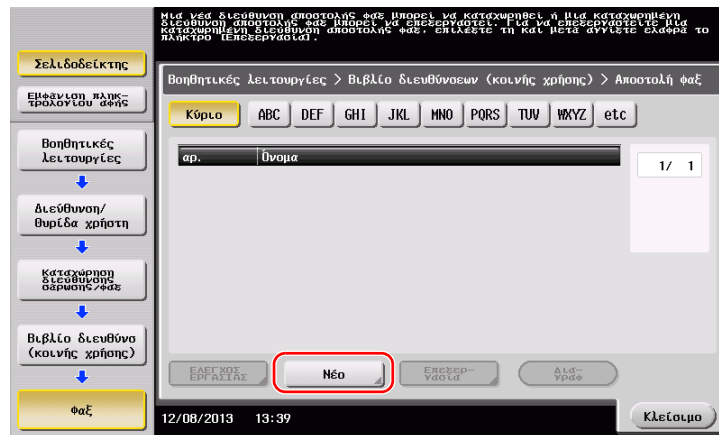 Μια νέα διεύθυνση αποστολής φαξ μπορεί να καταχωρηθεί ή μια καταχωρημένη
διεύθυνση αποστολής φαξ μπορεί να επεξεργαστεί. Για να επεξεργαστείτε μια
καταχωρημένη διεύθυνση αποστολής φαξ, επιλέξτε τη και μετά αγγίξτε ελαφρά το
πλήκτρο [Επεξεργασία].
Σελιδοδείκτης
Εμφάνιση πληκ-
τρολογίου αφής
Βοηθητικές
λειτουργίες
Διεύθυνση/
Θυρίδα χρήστη
Καταχώρηση
διεύθυνσης
σάρωσης/φαξ
Βιβλίο διευθύνσ
(κοινής χρήσης)
Φαξ
Βοηθητικές λειτουργίες > Βιβλίο διευθύνσεων (κοινής χρήσης) > Αποστολή φαξ
Κύριο ABC DEF GHI JKL MNO PQRS TUV WXYZ etc
αρ. Όνομα
1/ 1
ΕΛΕΓΧΟΣ
ΕΡΓΑΣΙΑΣ
Νέο
Επεξερ-
γασία
Δια-
γραφ
12/08/2013 13:39
Κλείσιμο